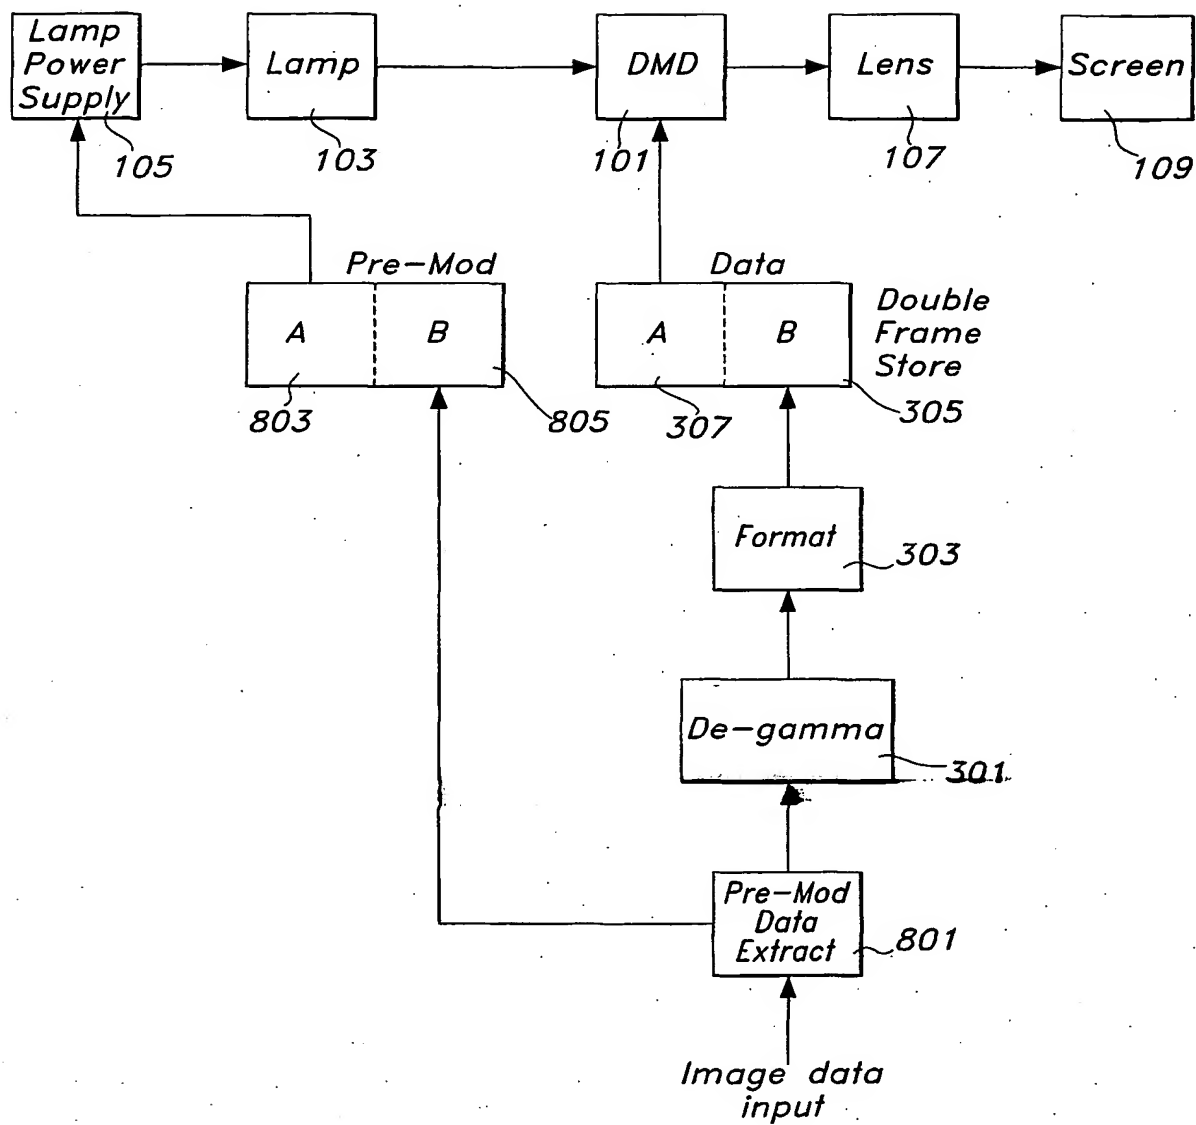 Lamp
Power
Supply
Lamp
DMD
Lens
Screen
105
103
101
107
109
Pre-Mod
Data
A
B
A
B
Double
Frame
Store
803
805
307
305
Format
303
De-gamma
301
Pre-Mod
Data
Extract
801
Image data
input